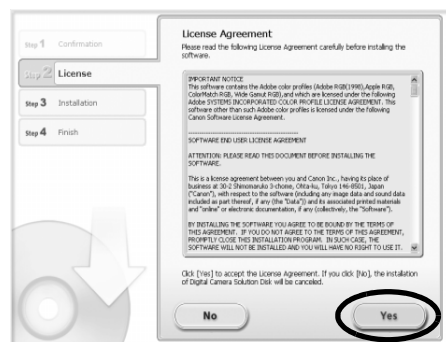 Step 1 Confirmation
Step 2 License
Step 3 Installation
Step 4 Finish
License Agreement
Please read the following License Agreement carefully before installing the
software.
IMPORTANT NOTICE
This software contains the Adobe profiles (Adobe RGB(1998),Apple RGB,
ColorMatch RGB, Wide Gamut RGB),and which are licensed under the following
Adobe SYSTEMS INCORPORATED COLOR PROFILE LICENSE AGREEMENT. This
software other than such Adobe color profiles is licensed under the following
Canon Software License Agreement.
----------------------------------------
SOFTWARE END USER LICENSE AGREEMENT
ATTENTION: PLEASE READ THIS DOCUMENT BEFORE INSTALLING THE
SOFTWARE.
This is a license agreement between you and Canon Inc., having its place of
business at 30-2 Shimomaruko 3-chome, Ohta-ku, Tokyo 146-8501, Japan
("Canon"), with respect to the software (including any image data and sound data
included as part thereof, if any (the "Data")) and its associated printed materials
and "online" or electronic documentation, if any (collectively, the "Software").
BY INSTALLING THE SOFTWARE YOU AGREE TO BE BOUND BY THE TERMS OF
THIS AGREEMENT. IF YOU DO NOT AGREE TO THE TERMS OF THIS AGREEMENT,
PROMPTLY CLOSE THIS INSTALLATION PROGRAM. IN SUCH CASE, THE
SOFTWARE WILL NOT BE INSTALLED AND YOU WILL HAVE NO RIGHT TO USE IT.
Click [Yes] to accept the License Agreement. If you click [No], the installation
of Digital Camera Solution Disk will be canceled.
No
Yes